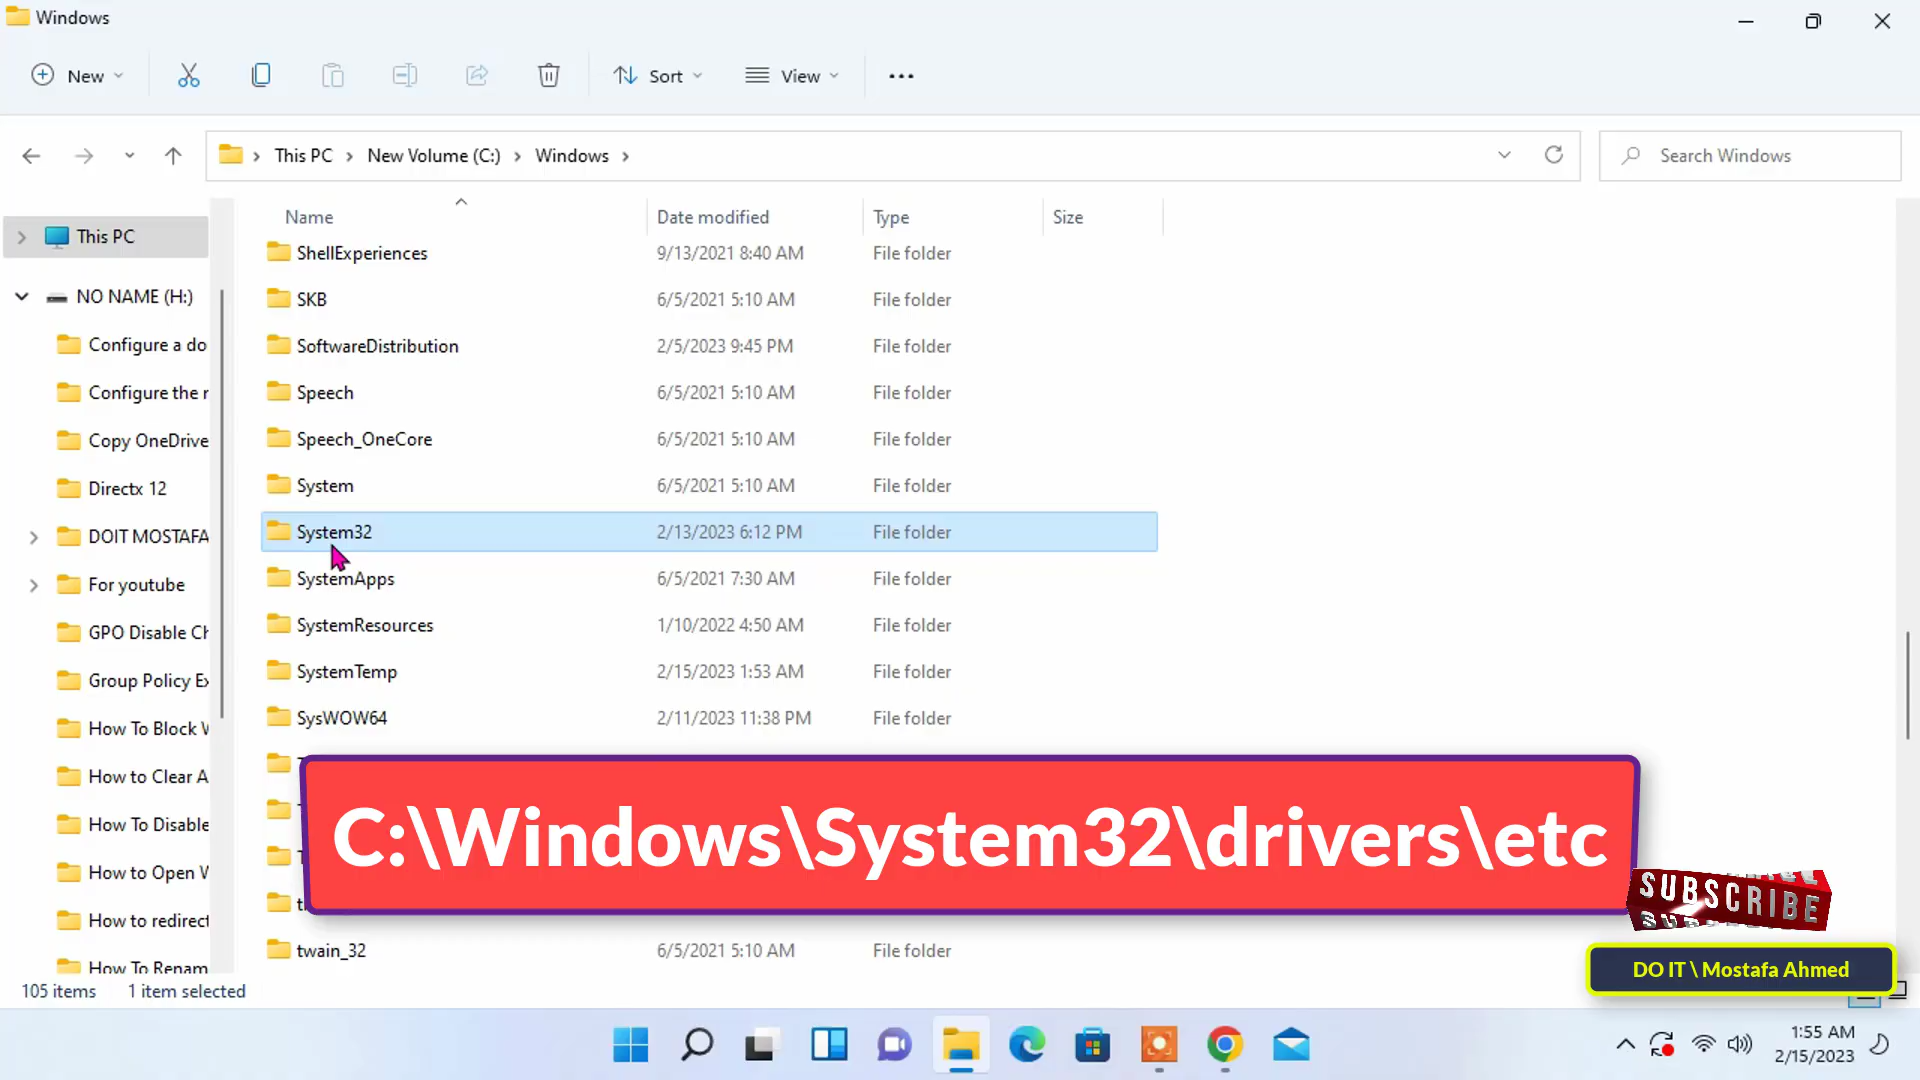 Windows
New
Sort
View
This PC > New Volume (C:) > Windows >
Search Windows
Name Date modified Type Size
This PC
NO NAME (H:)
Configure a do
Configure the r
Copy OneDrive
Directx 12
DOIT MOSTAFA
For youtube
GPO Disable Ch
Group Policy Ex
How To Block W
How to Clear A
How To Disable
How to Open W
How to redirect
How To Renam
ShellExperiences 9/13/2021 8:40 AM File folder
SKB 6/5/2021 5:10 AM File folder
SoftwareDistribution 2/5/2023 9:45 PM File folder
Speech 6/5/2021 5:10 AM File folder
Speech_OneCore 6/5/2021 5:10 AM File folder
System 6/5/2021 5:10 AM File folder
System32 2/13/2023 6:12 PM File folder
SystemApps 6/5/2021 7:30 AM File folder
SystemResources 1/10/2022 4:50 AM File folder
SystemTemp 2/15/2023 1:53 AM File folder
SysWOW64 2/11/2023 11:38 PM File folder
C:\Windows\System32\drivers\etc
twain_32 6/5/2021 5:10 AM File folder
SUBSCRIBE
DO IT \ Mostafa Ahmed
105 items 1 item selected
1:55 AM
2/15/2023